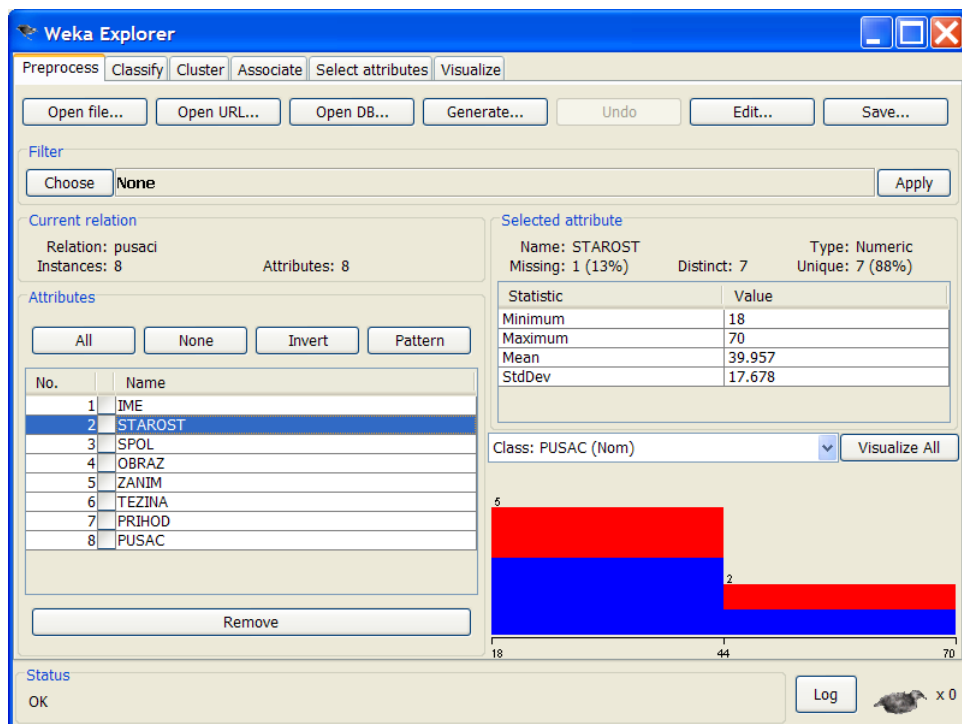 Weka Explorer
Preprocess Classify Cluster Associate Select attributes Visualize
Open file... Open URL... Open DB... Generate... Undo Edit... Save...
Filter
Choose None Apply
Current relation
Relation: pusaci
Instances: 8 Attributes: 8
Attributes
All None Invert Pattern
No. Name
1 IME
2 STAROST
3 SPOL
4 OBRAZ
5 ZANIM
6 TEZINA
7 PRIHOD
8 PUSAC
Remove
Selected attribute
Name: STAROST Type: Numeric
Missing: 1 (13%) Distinct: 7 Unique: 7 (88%)
Statistic Value
Minimum 18
Maximum 70
Mean 39.957
StdDev 17.678
Class: PUSAC (Nom) Visualize All
5
2
18 44 70
Status
OK
Log x 0